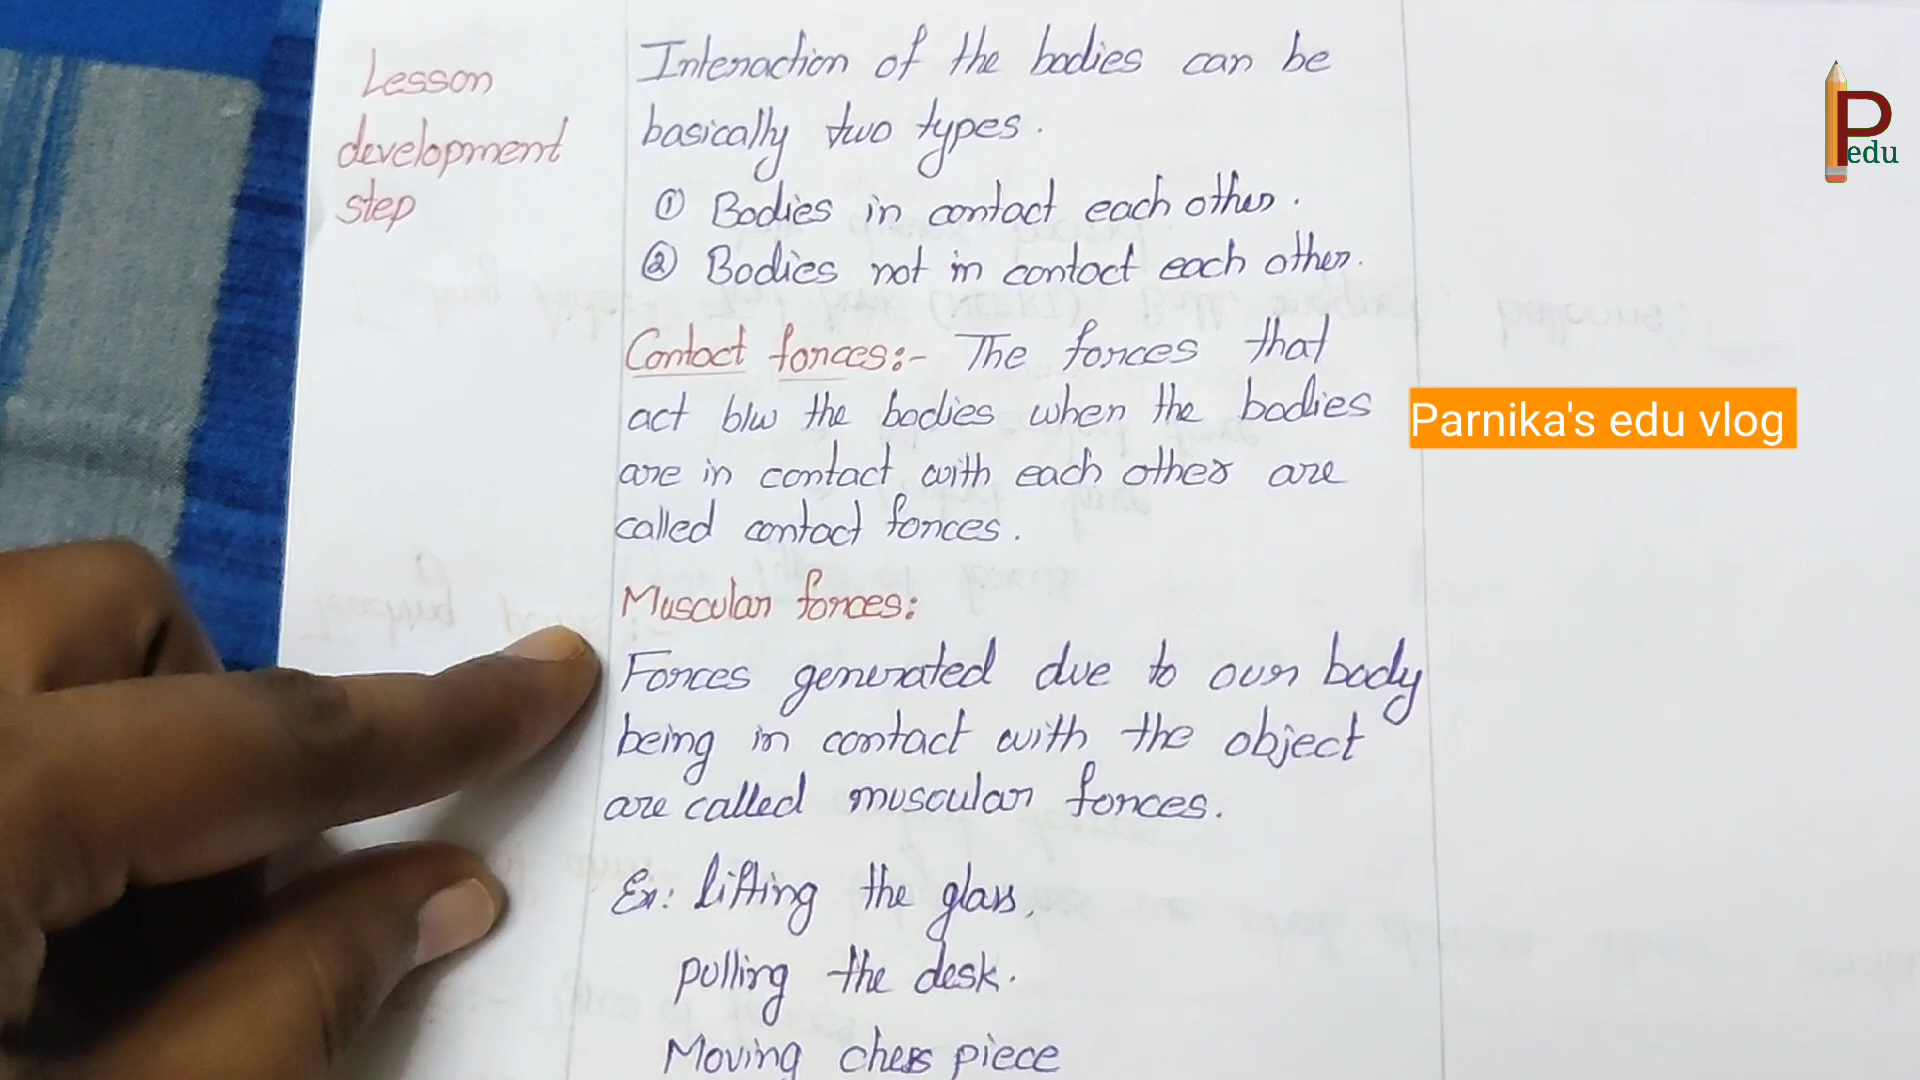 Lesson
development
step
Interaction of the bodies can be
basically two types.
① Bodies in contact each other.
② Bodies not in contact each other.
Contact forces:- The forces that
act b/w the bodies when the bodies
are in contact with each other are
called contact forces.
Muscular forces:
Forces generated due to our body
being in contact with the object
are called muscular forces.
Ex: lifting the glass,
pulling the desk.
Moving chess piece
P
edu
Parnika's edu vlog